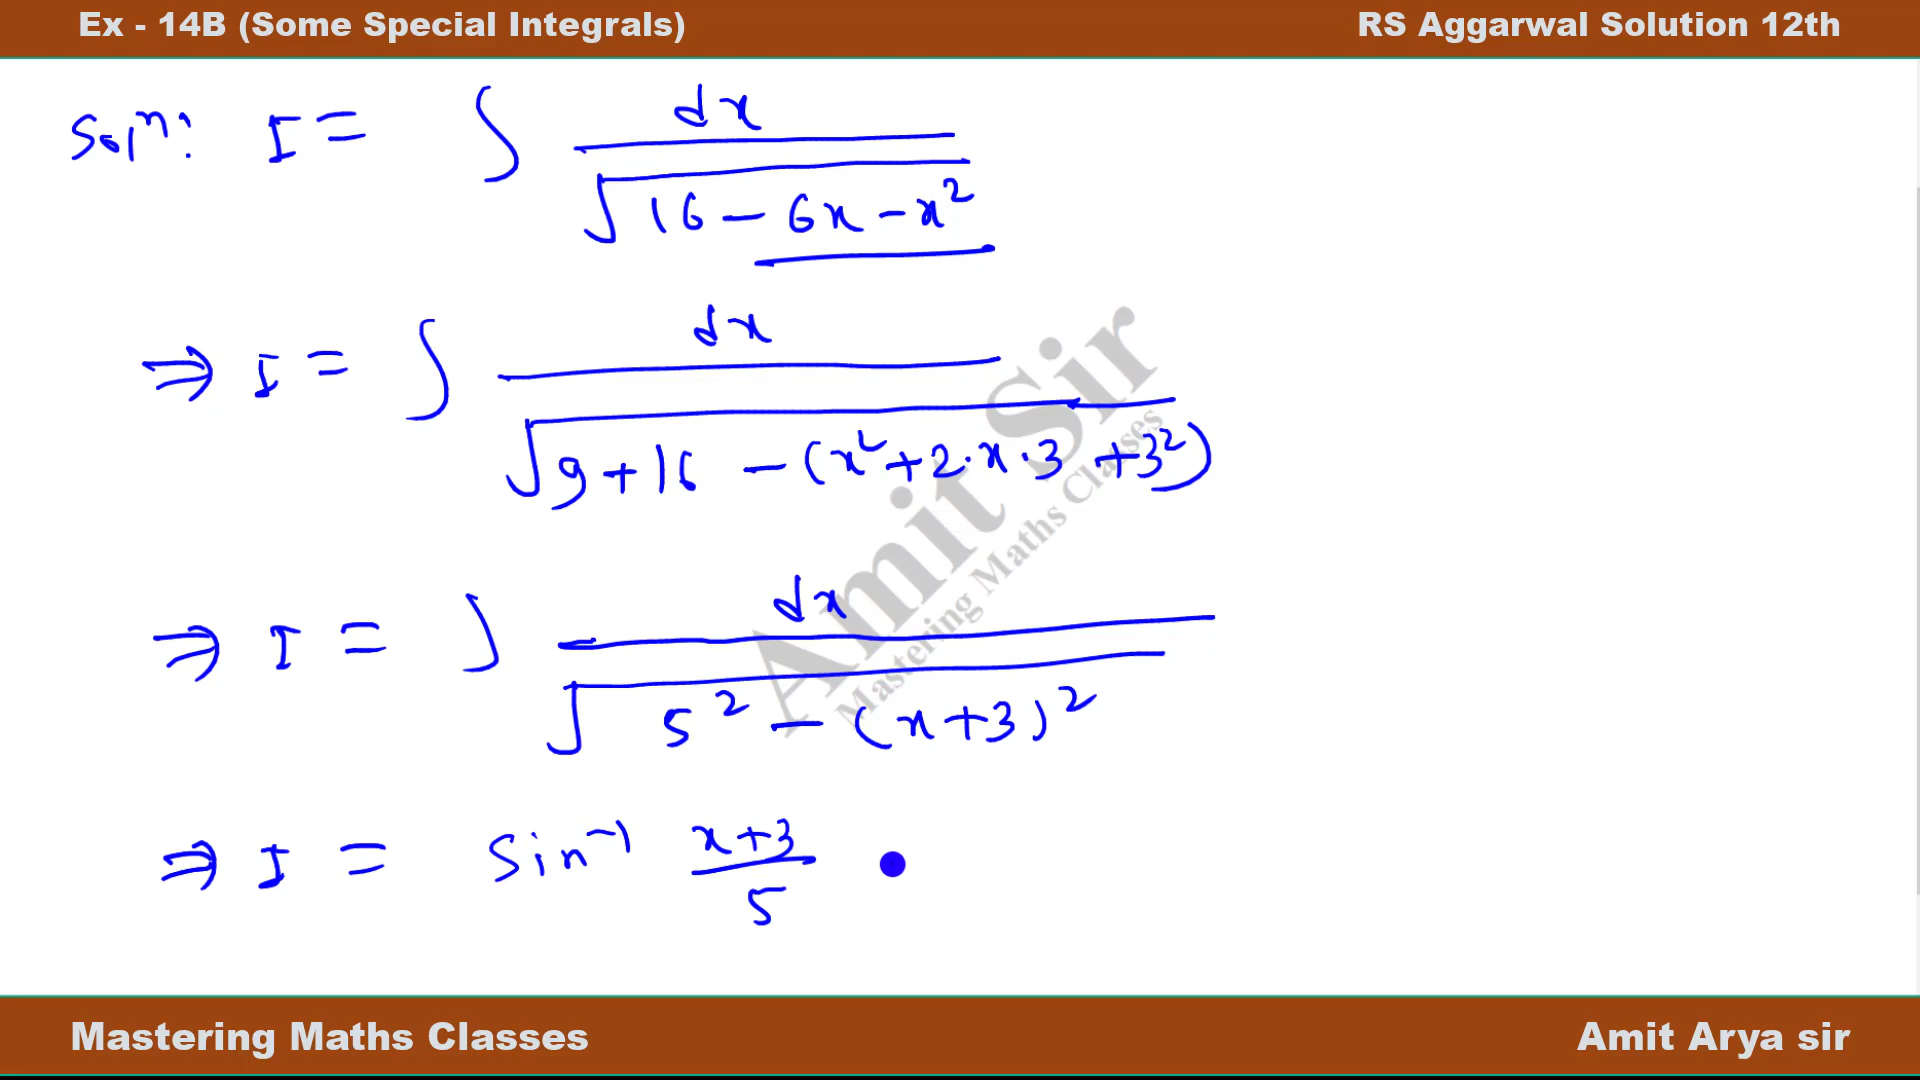 Ex - 14B (Some Special Integrals) RS Aggarwal Solution 12th
Solⁿ: I = ∫ dx / √(16 - 6x - x²)
⇒ I = ∫ dx / √(9 + 16 - (x² + 2·x·3 + 3²))
⇒ I = ∫ dx / √(5² - (x+3)²)
⇒ I = Sin⁻¹ (x+3)/5
Amit Sir
Mastering Maths Classes
Mastering Maths Classes Amit Arya sir